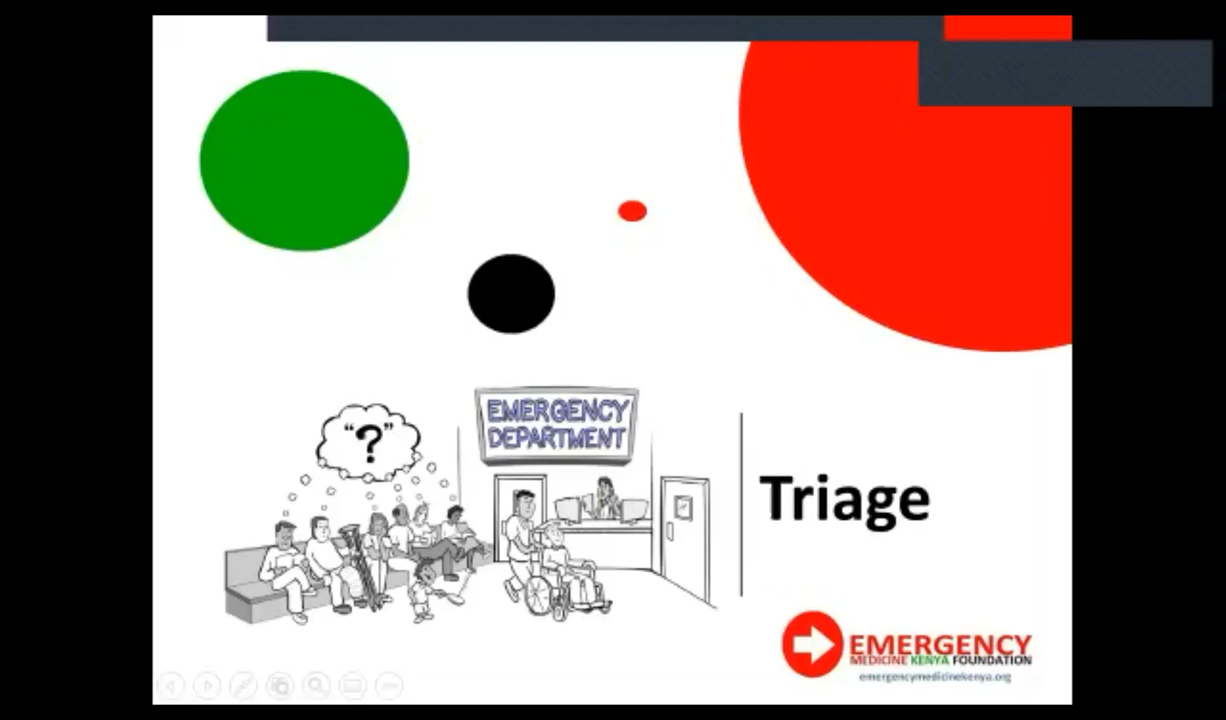 EMERGENCY
DEPARTMENT
“?”
Triage
EMERGENCY
MEDICINE KENYA FOUNDATION
emergencymedicinekenya.org